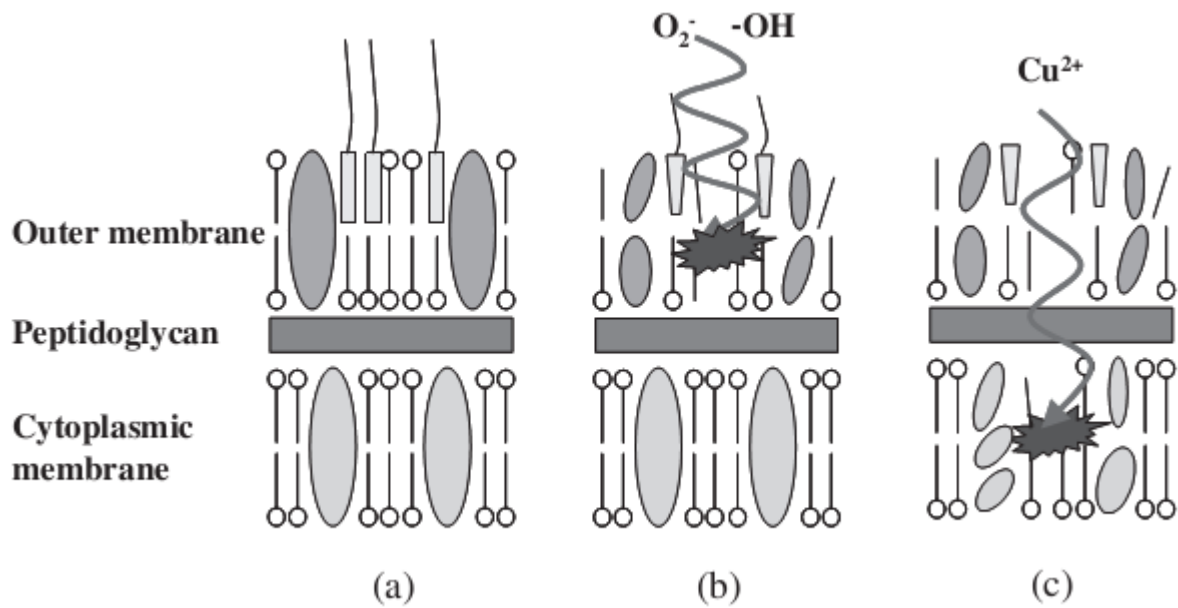 O₂⁻ -OH
Cu²⁺
Outer membrane
Peptidoglycan
Cytoplasmic
membrane
(a) (b) (c)